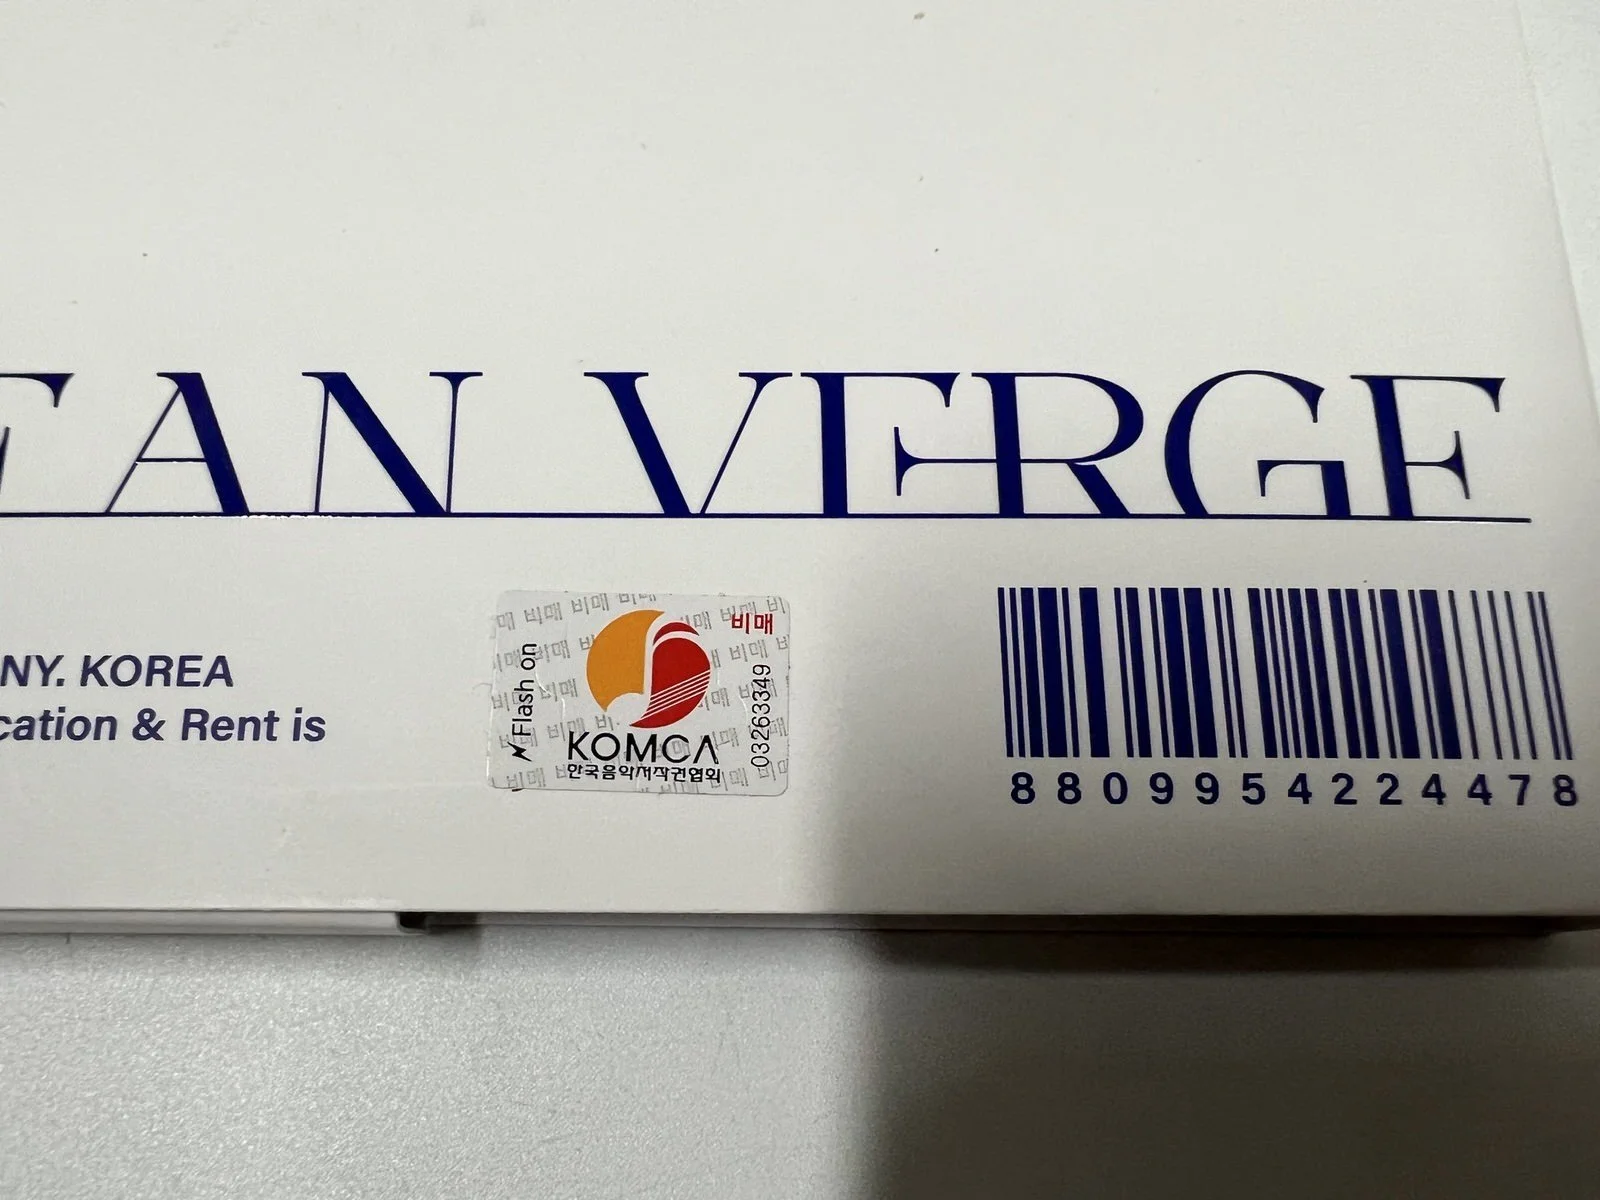 EAN VERGE
NY. KOREA
cation & Rent is
비매
Flash on
03263349
KOMCA
한국음악저작권협회
8809954224478